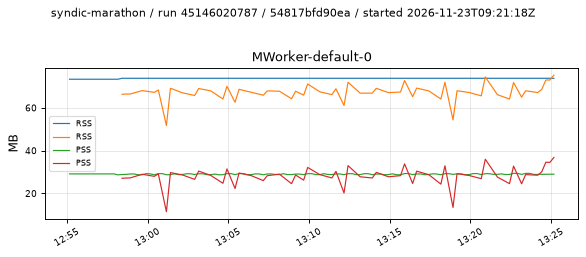 syndic-marathon / run 45146020787 / 54817bfd90ea / started 2026-11-23T09:21:18Z
MWorker-default-0
MB
60
40
20
RSS
RSS
PSS
PSS
12:55
13:00
13:05
13:10
13:15
13:20
13:25